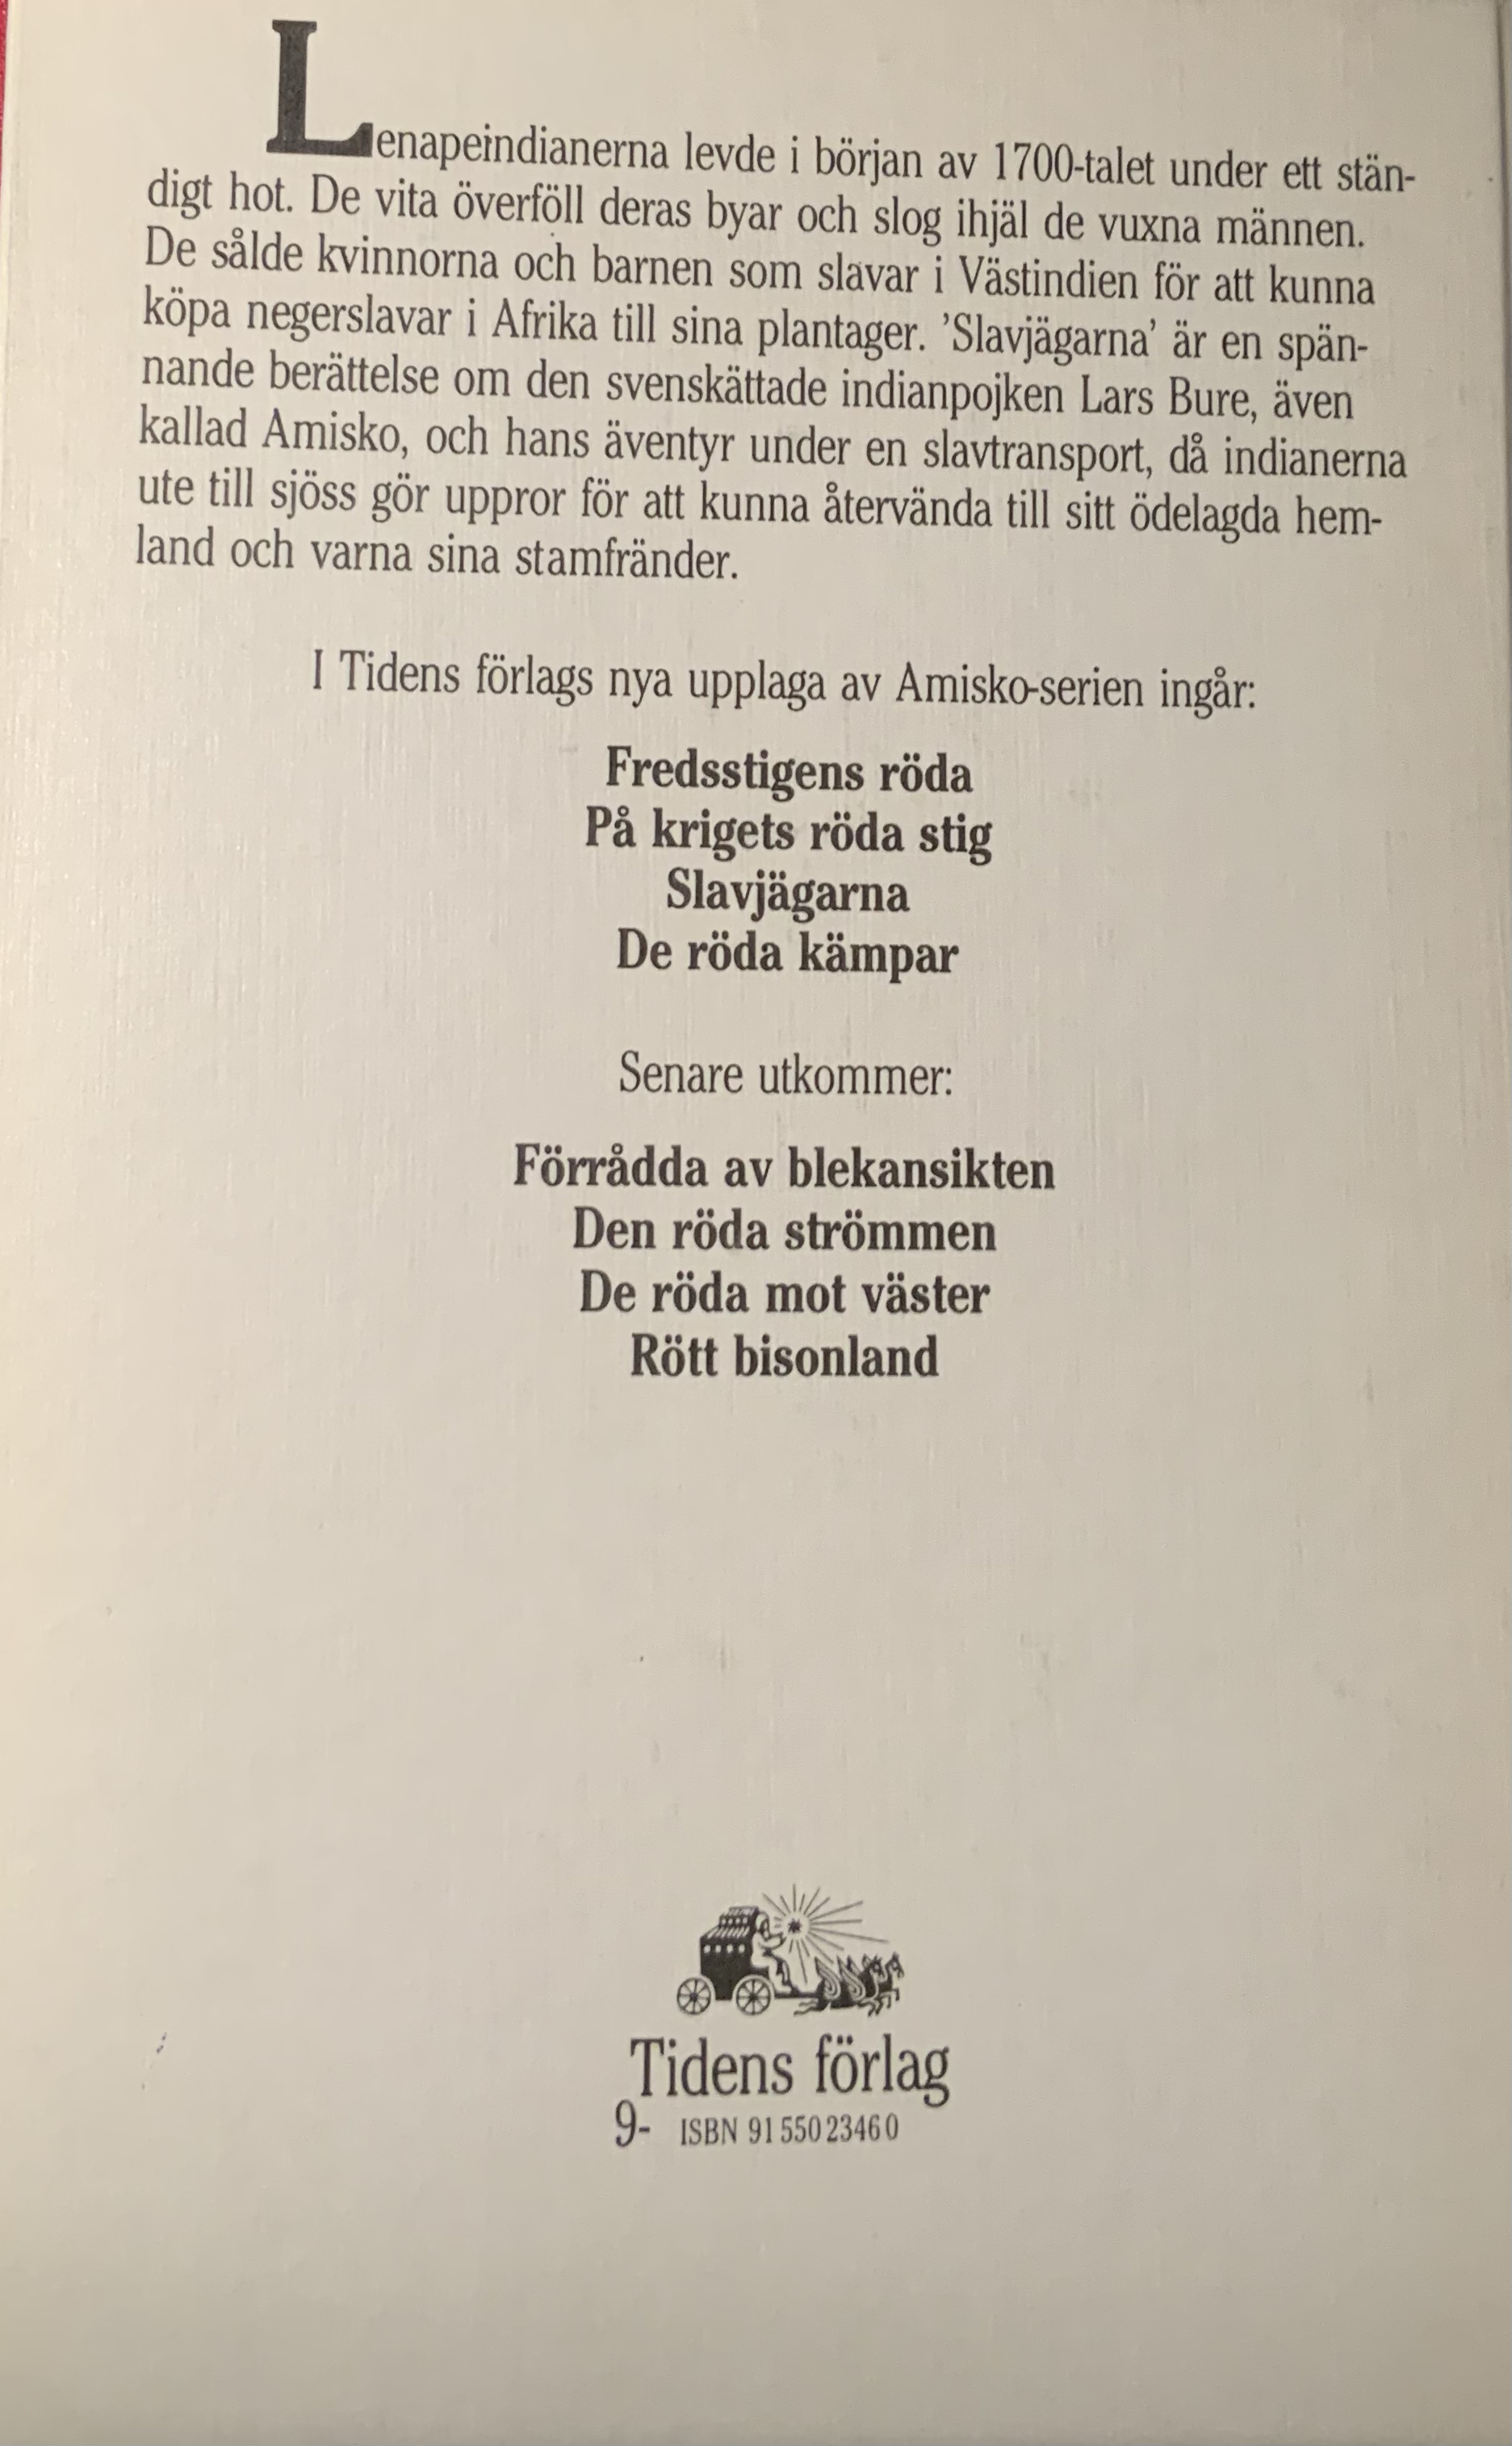 Lenapeindianerna levde i början av 1700-talet under ett stän-
digt hot. De vita överföll deras byar och slog ihjäl de vuxna männen.
De sålde kvinnorna och barnen som slavar i Västindien för att kunna
köpa negerslavar i Afrika till sina plantager. ’Slavjägarna’ är en spän-
nande berättelse om den svenskättade indianpojken Lars Bure, även
kallad Amisko, och hans äventyr under en slavtransport, då indianerna
ute till sjöss gör uppror för att kunna återvända till sitt ödelagda hem-
land och varna sina stamfränder.
I Tidens förlags nya upplaga av Amisko-serien ingår:
Fredsstigens röda
På krigets röda stig
Slavjägarna
De röda kämpar
Senare utkommer:
Förrådda av blekansikten
Den röda strömmen
De röda mot väster
Rött bisonland
Tidens förlag
9- ISBN 91 550 2346 0